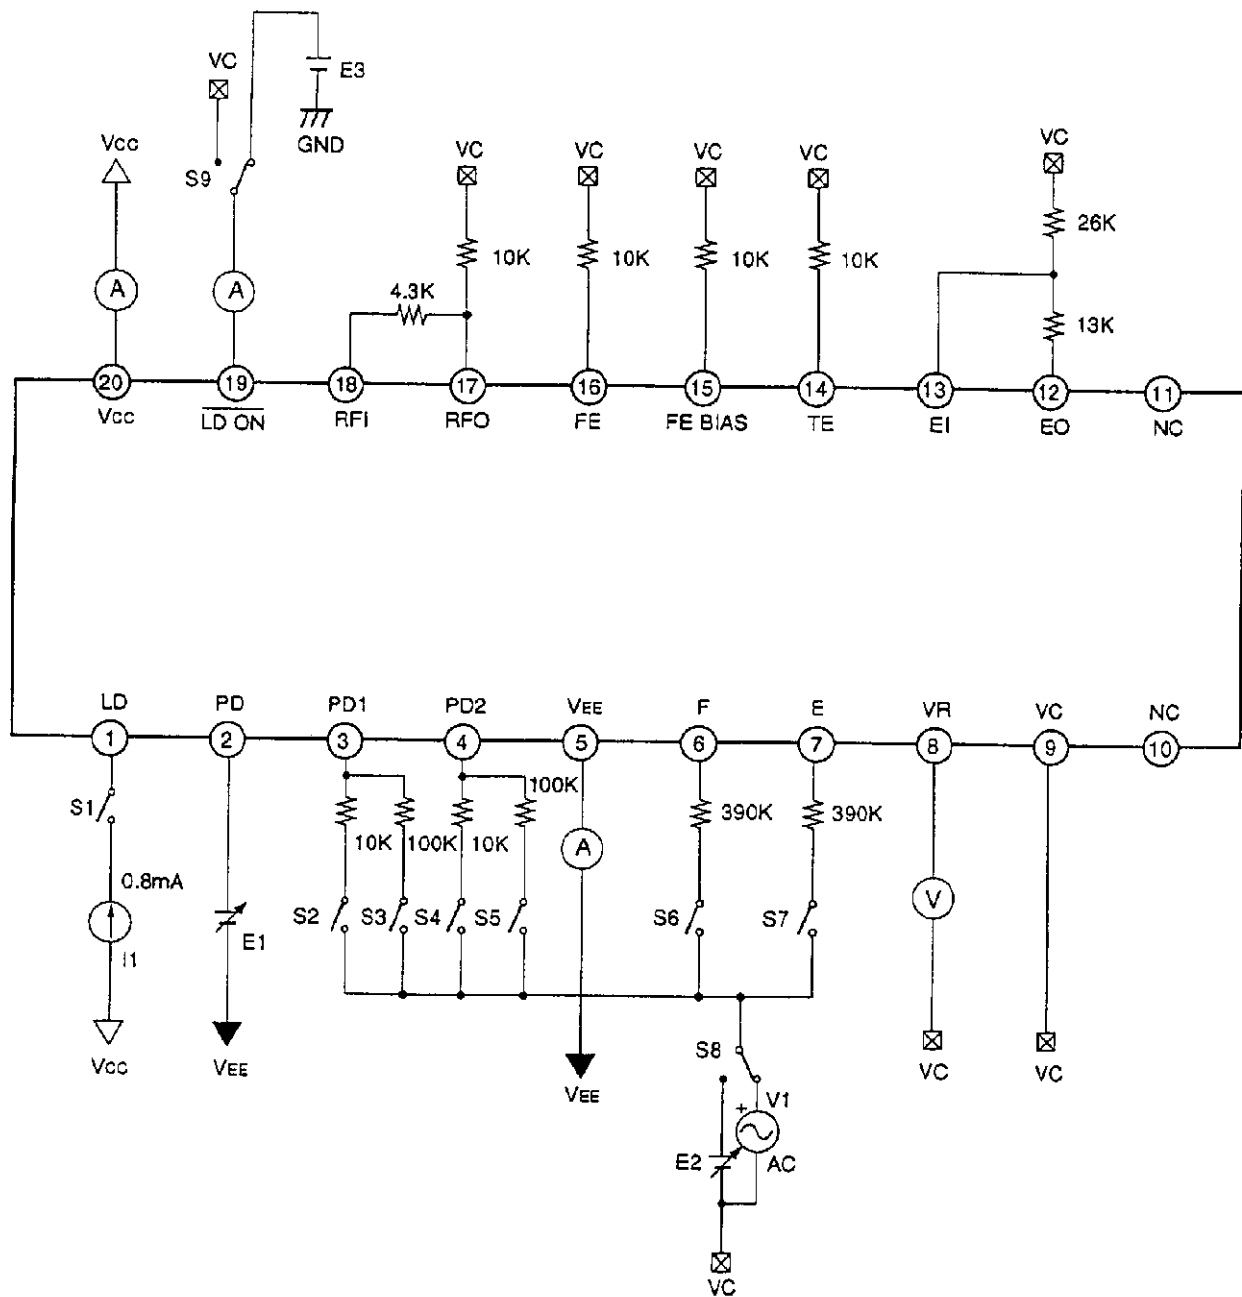 VC
E3
GND
Vcc
S9
VC
VC
VC
VC
VC
10K
10K
10K
10K
26K
A
A
4.3K
13K
20
19
18
17
16
15
14
13
12
11
Vcc
LD ON
RFI
RFO
FE
FE BIAS
TE
EI
EO
NC
LD
PD
PD1
PD2
VEE
F
E
VR
VC
NC
1
2
3
4
5
6
7
8
9
10
S1
10K
100K
10K
100K
A
390K
390K
0.8mA
I1
E1
S2
S3
S4
S5
S6
S7
V
Vcc
VEE
VEE
S8
V1
+
E2
AC
VC
VC
VC